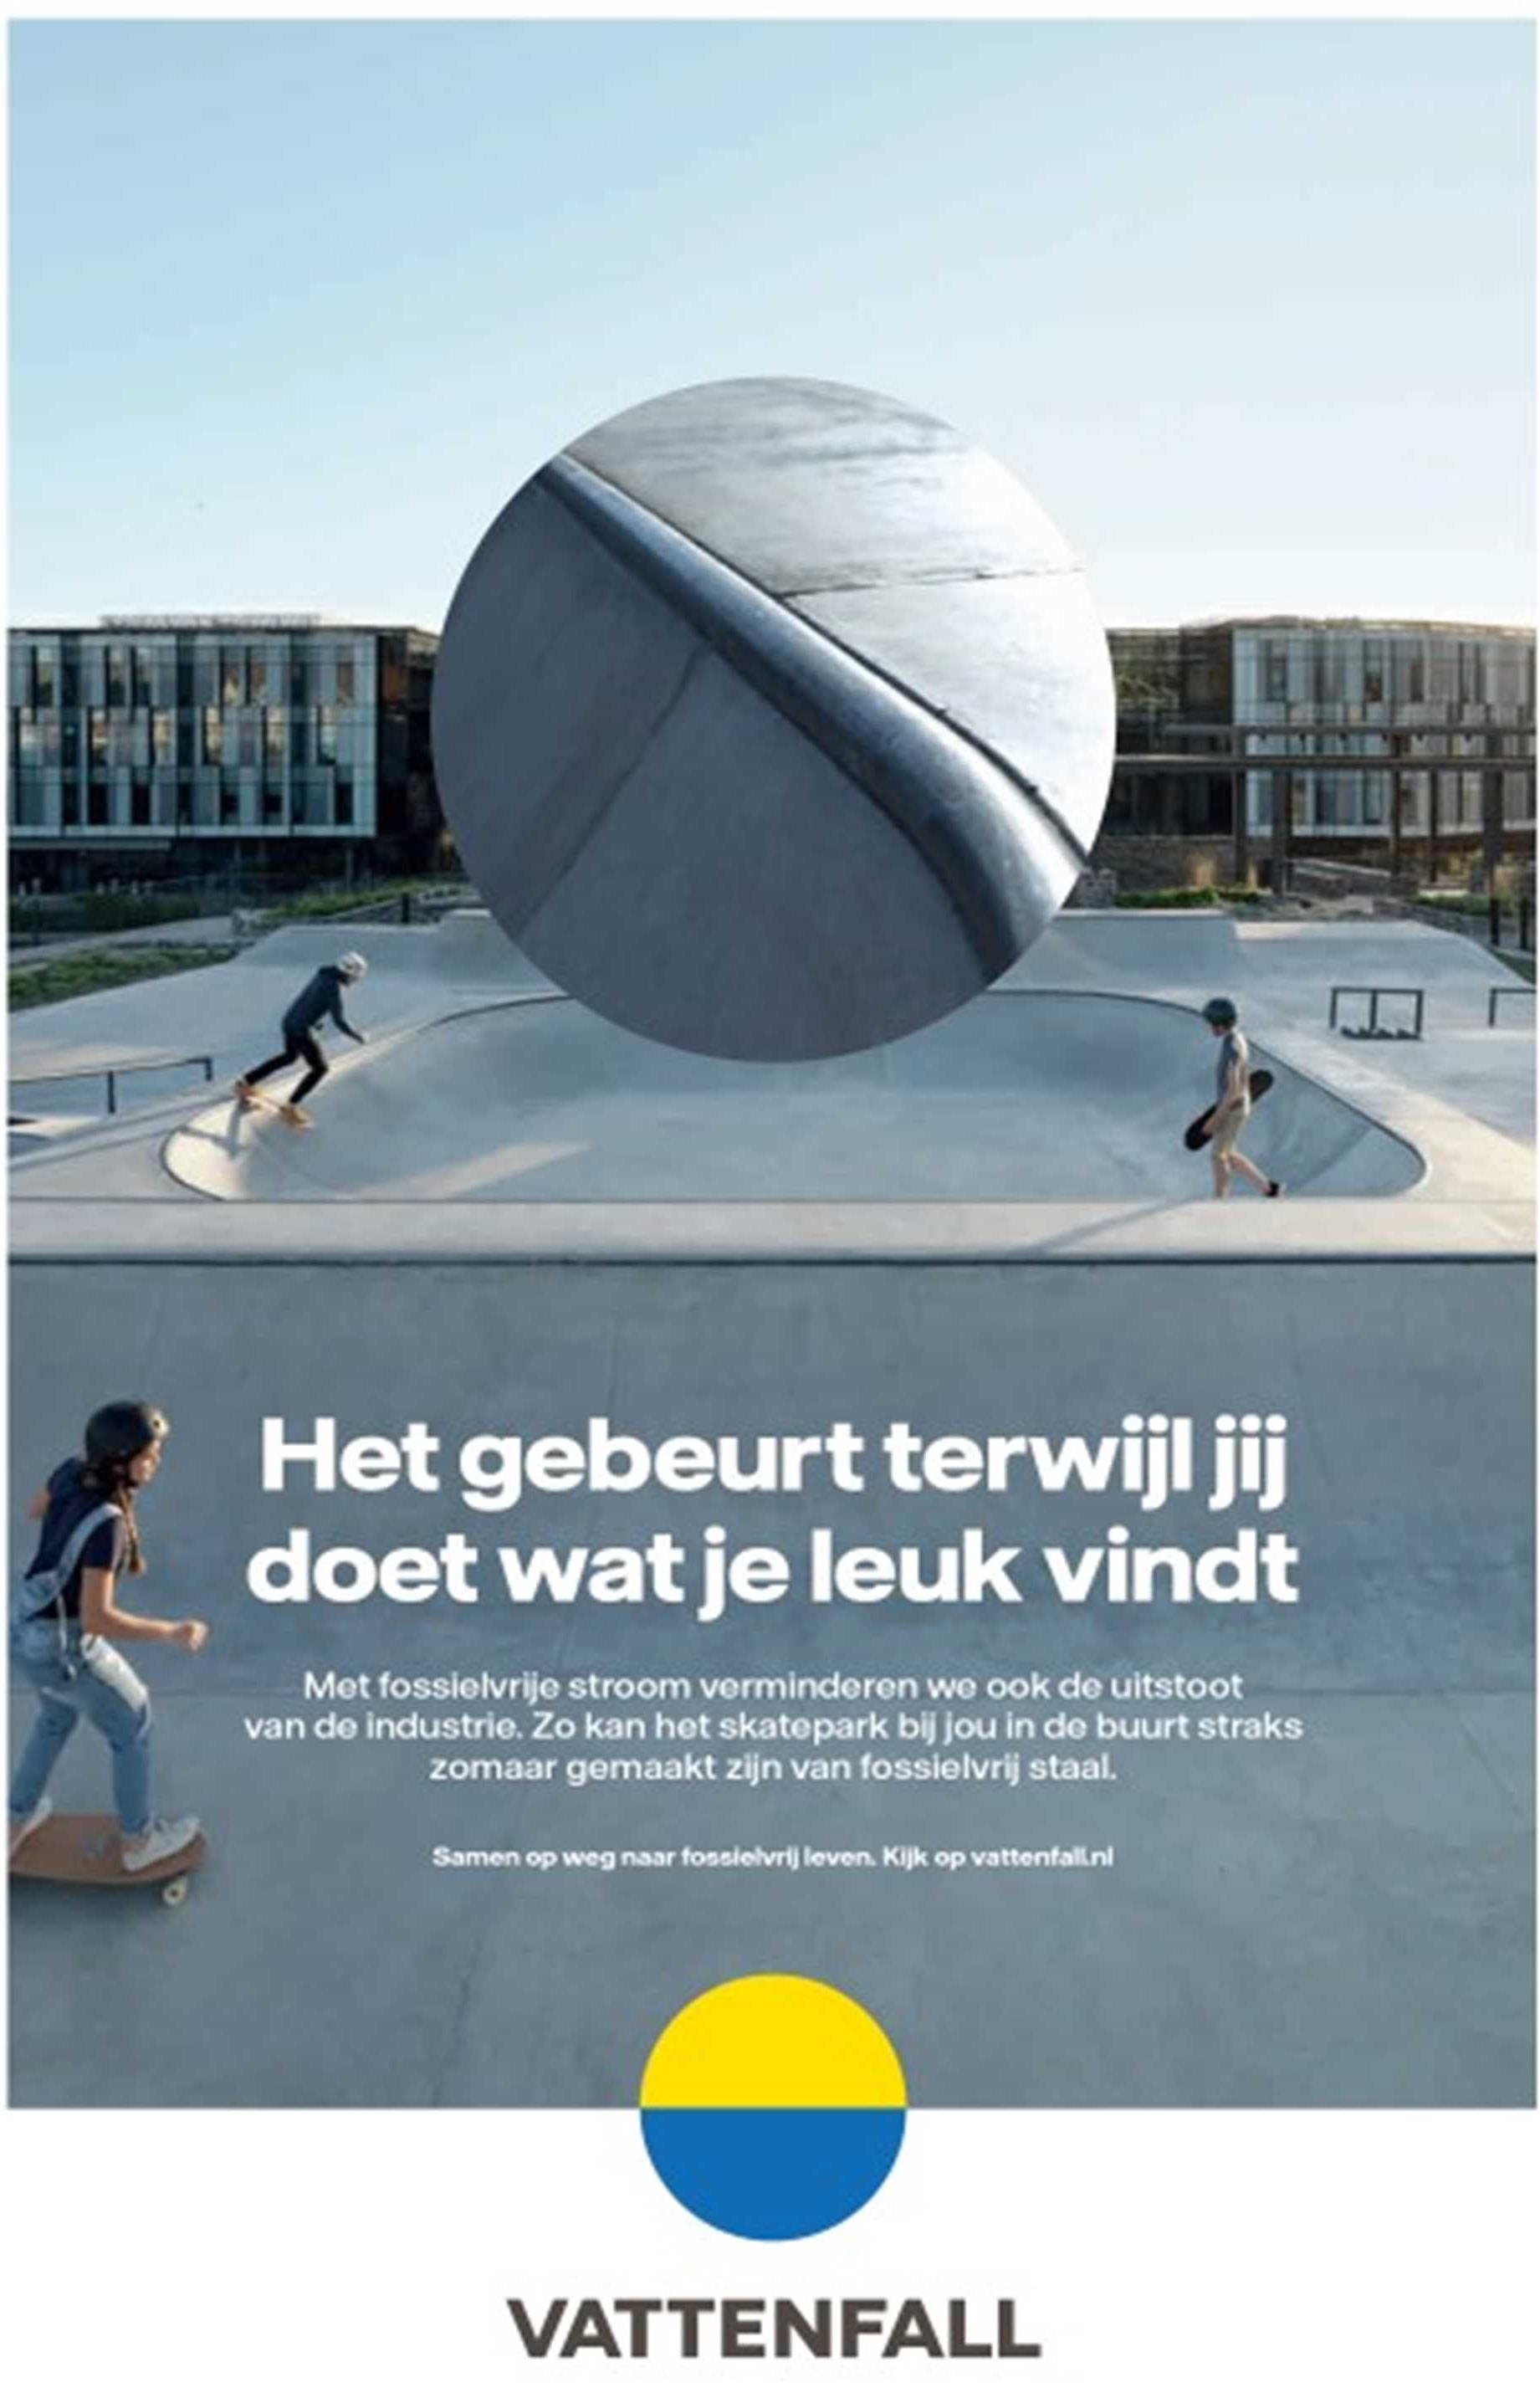 Het gebeurt terwijl jij
doet wat je leuk vindt
Met fossielvrije stroom verminderen we ook de uitstoot
van de industrie. Zo kan het skatepark bij jou in de buurt straks
zomaar gemaakt zijn van fossielvrij staal.
Samen op weg naar fossielvrij leven. Kijk op vattenfall.nl
VATTENFALL